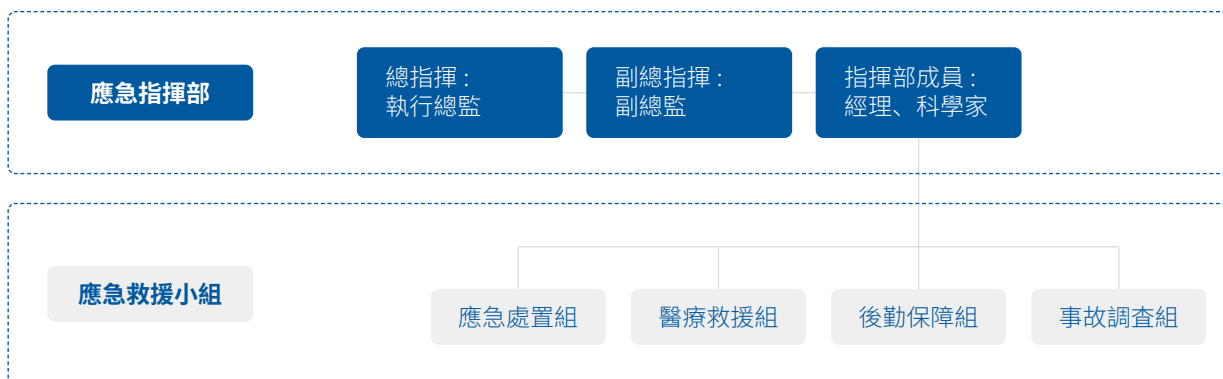 應急指揮部
總指揮 :
執行總監
副總指揮 :
副總監
指揮部成員 :
經理、科學家
應急救援小組
應急處置組
醫療救援組
後勤保障組
事故調查組